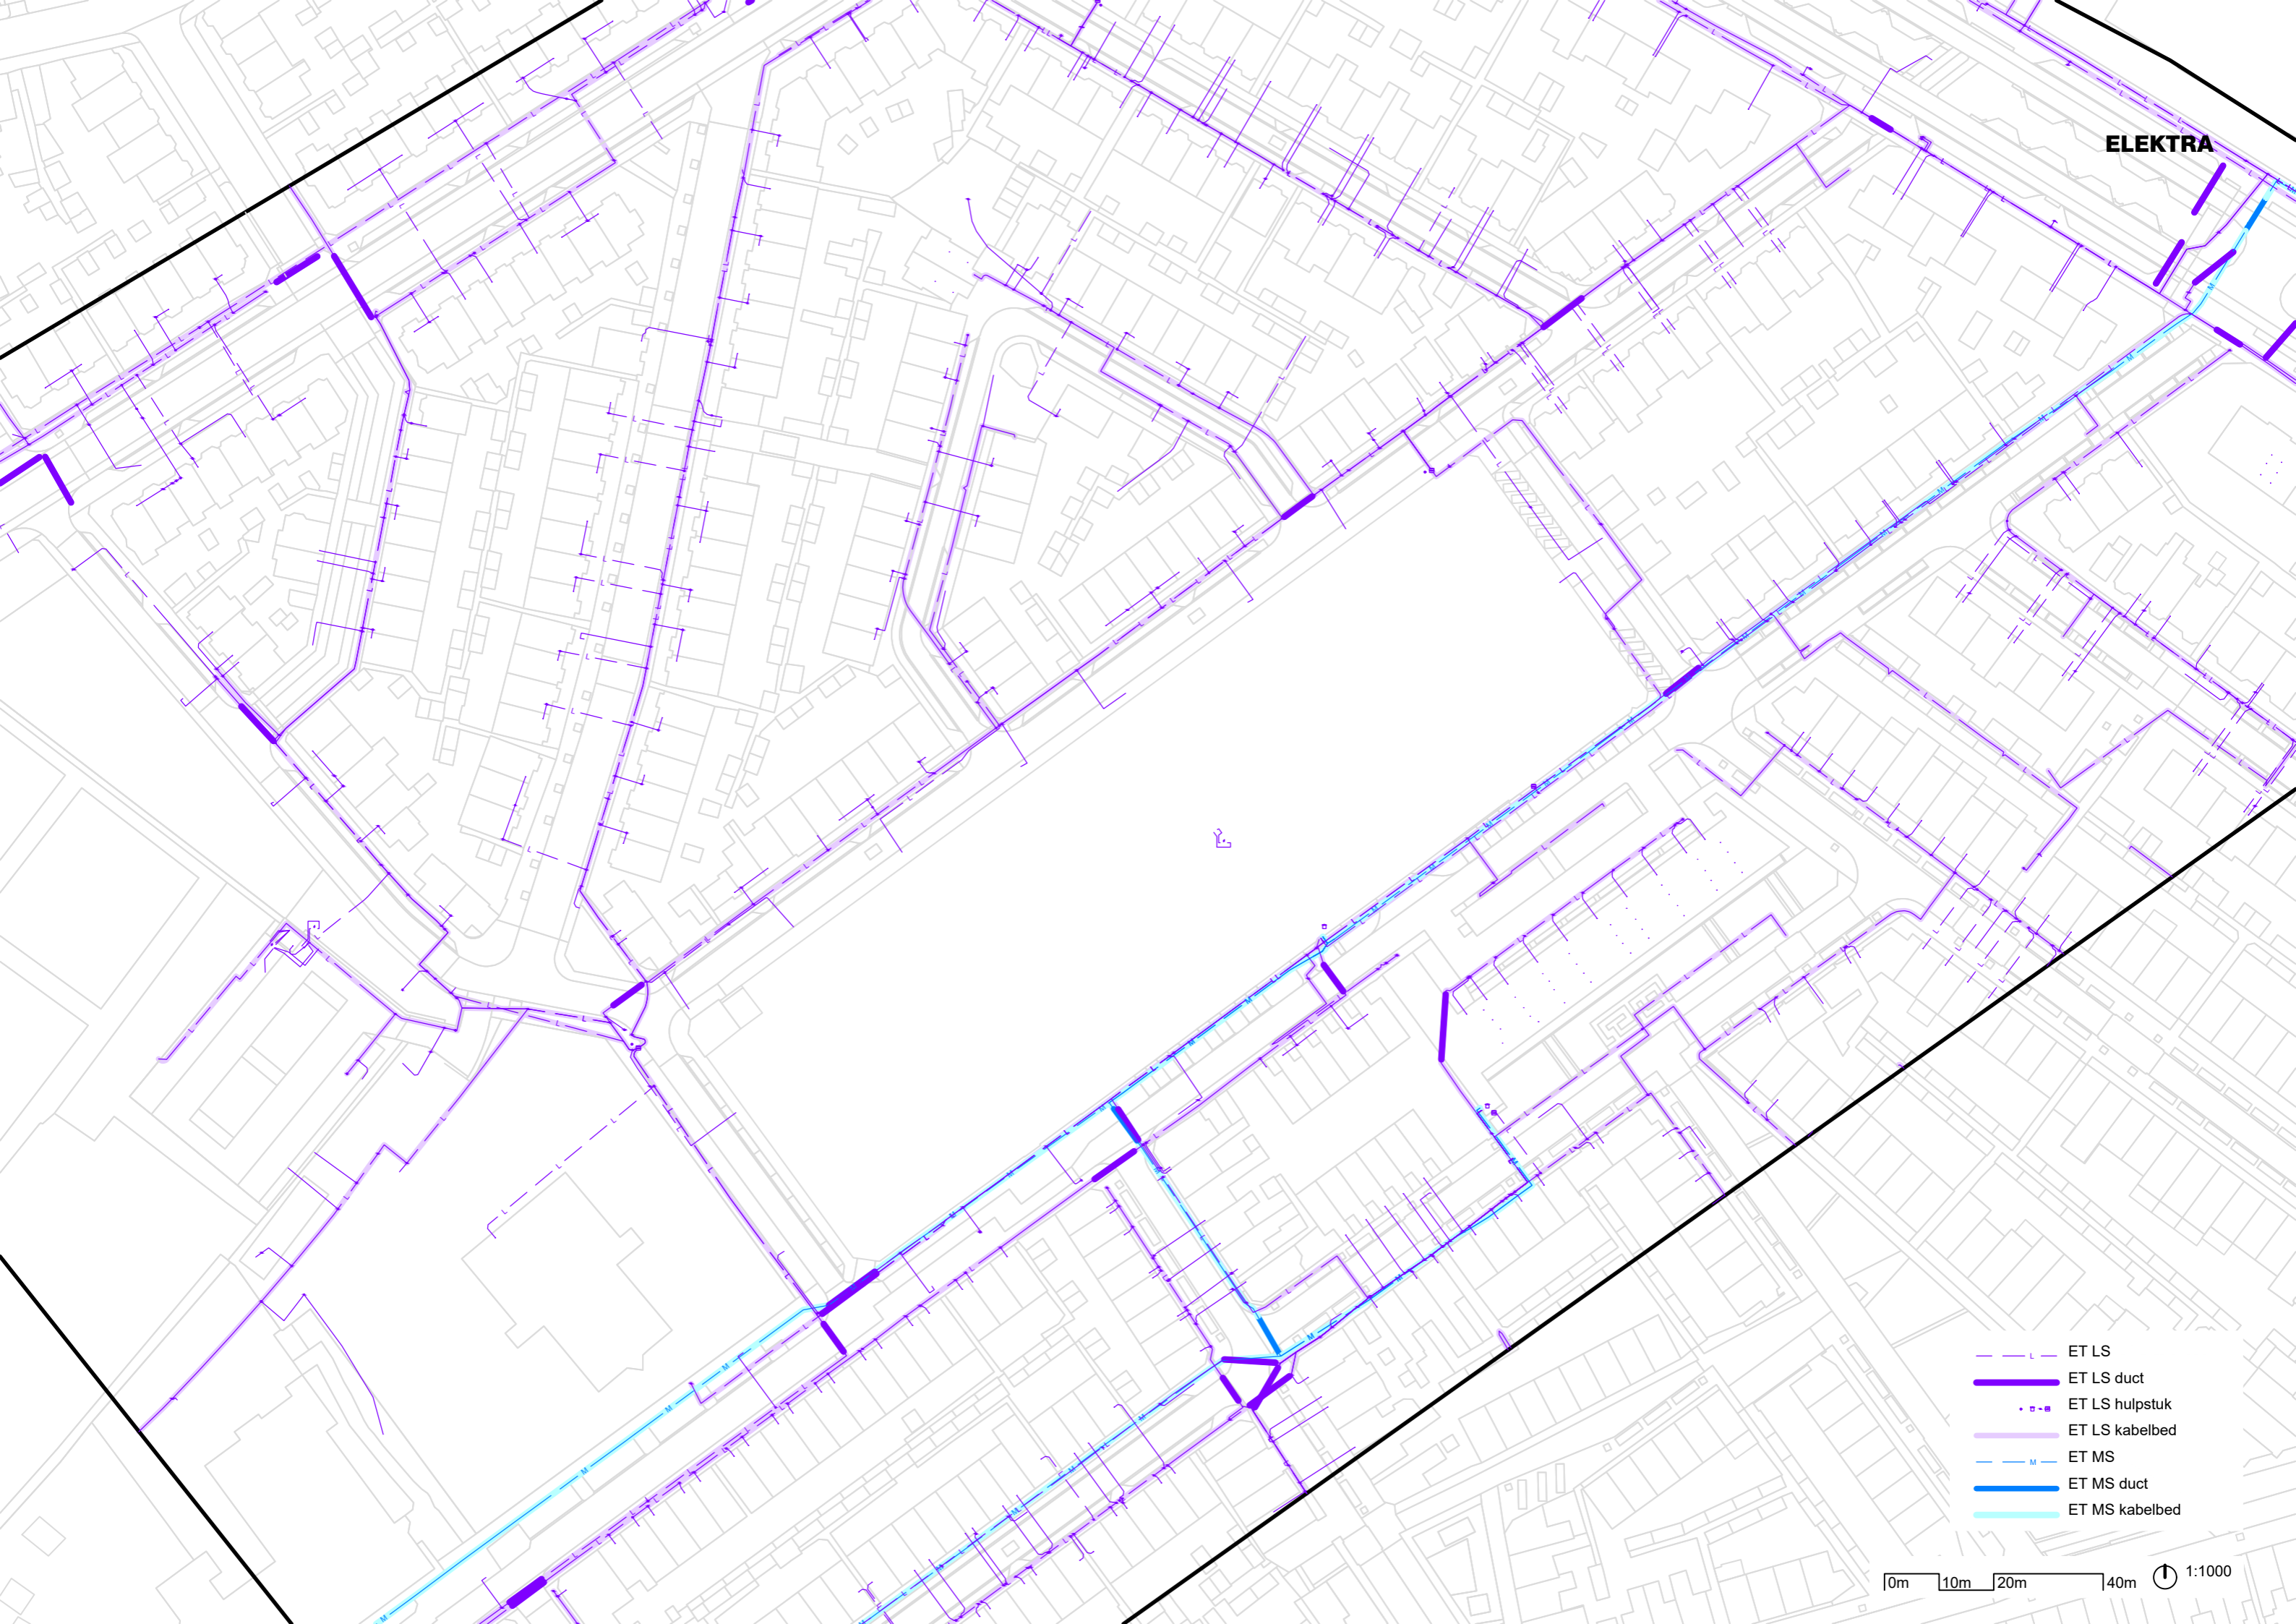 ELEKTRA
L
ET LS
ET LS duct
ET LS hulpstuk
ET LS kabelbed
M
ET MS
ET MS duct
ET MS kabelbed
0m 10m 20m 40m
1:1000